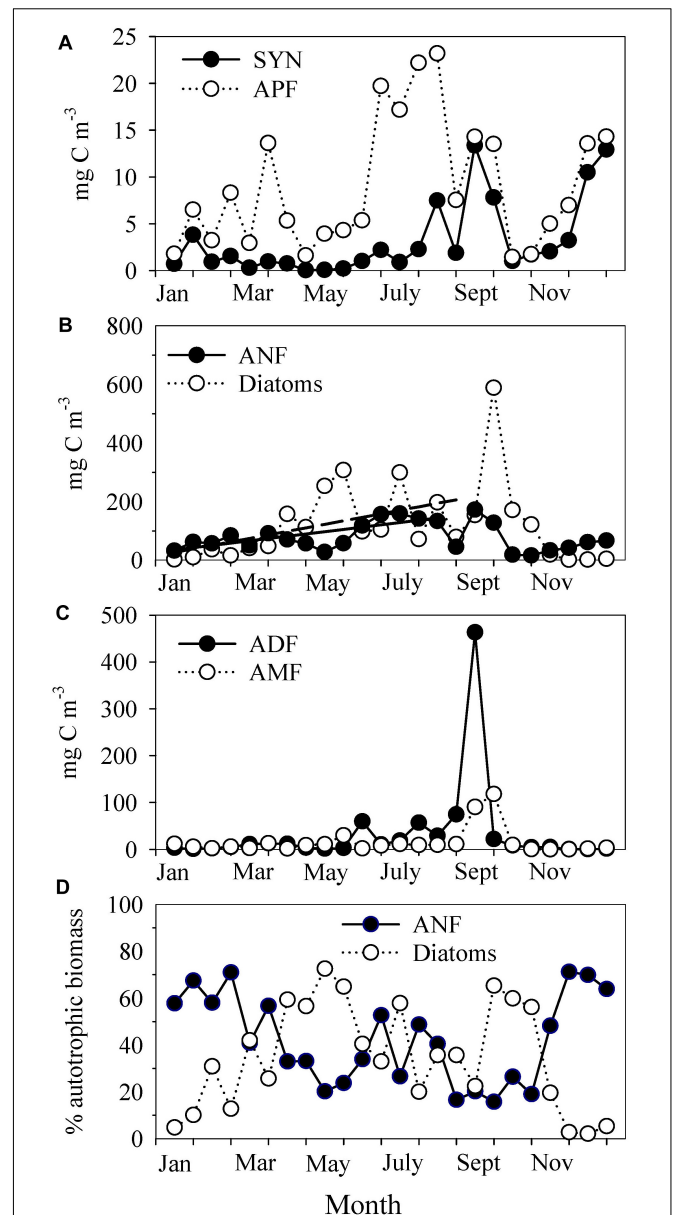 A
25
20
15
10
5
0
mg C m⁻³
SYN
APF
Jan Mar May July Sept Nov
B
800
600
400
200
0
mg C m⁻³
ANF
Diatoms
Jan Mar May July Sept Nov
C
500
400
300
200
100
0
mg C m⁻³
ADF
AMF
Jan Mar May July Sept Nov
D
100
80
60
40
20
0
% autotrophic biomass
ANF
Diatoms
Jan Mar May July Sept Nov
Month